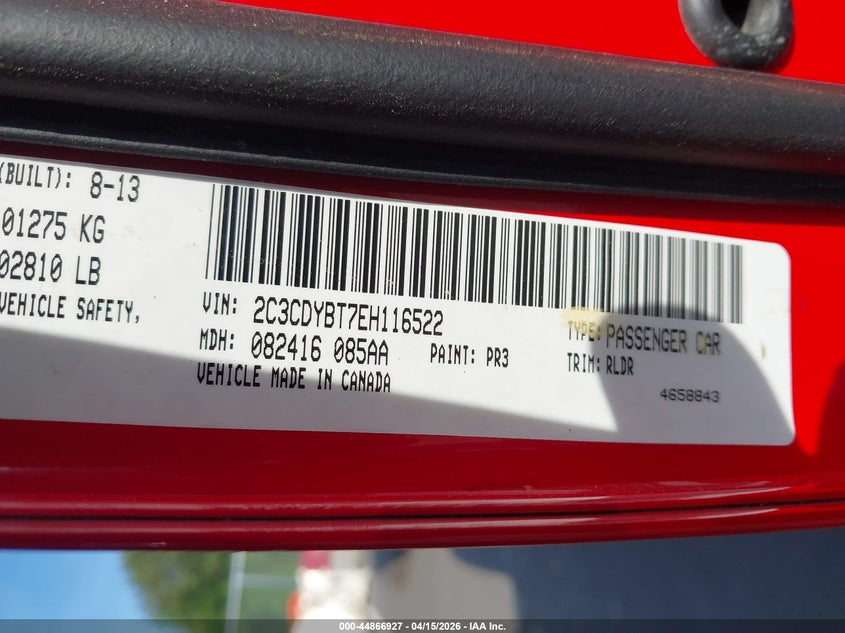 (BUILT): 8-13
01275 KG
02810 LB
VEHICLE SAFETY,
VIN: 2C3CDYBT7EH116522
TYPE: PASSENGER CAR
MDH: 082416 085AA PAINT: PR3 TRIM: RLDR
VEHICLE MADE IN CANADA
4658843
000-44866927 - 04/15/2026 - IAA Inc.